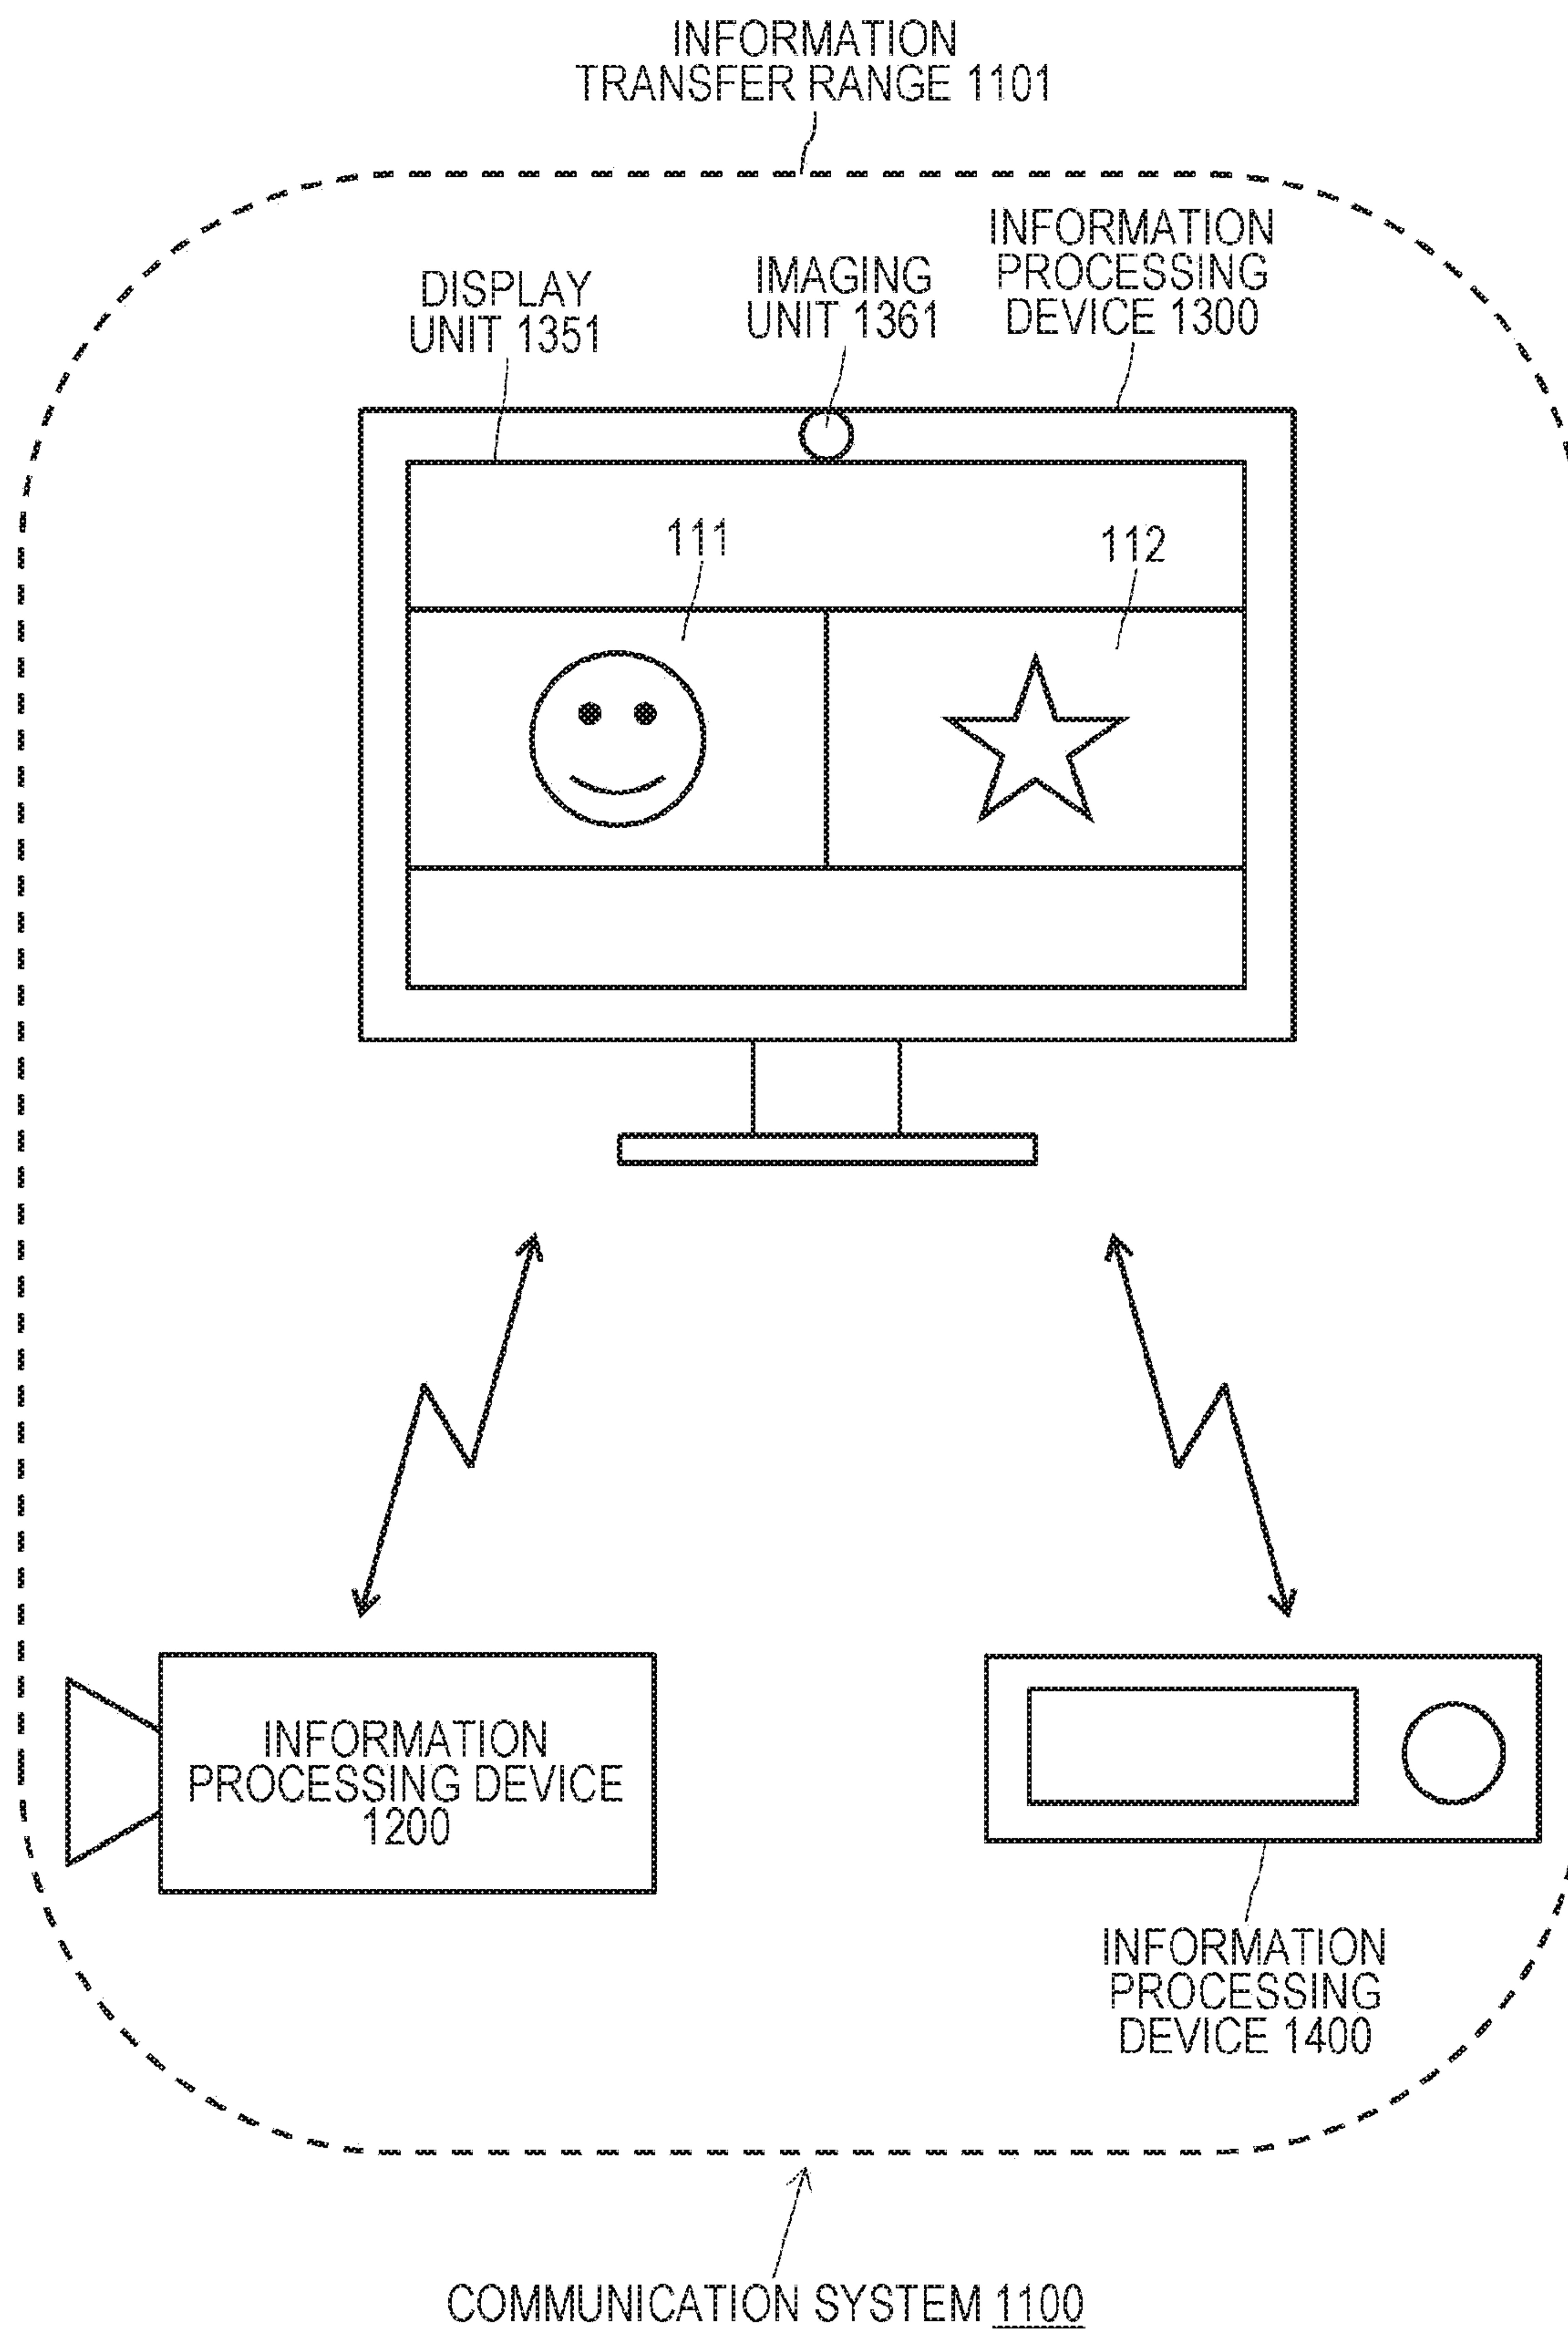 INFORMATION
TRANSFER RANGE 1101
INFORMATION
PROCESSING
DEVICE 1300
IMAGING
UNIT 1361
DISPLAY
UNIT 1351
111
112
INFORMATION
PROCESSING DEVICE
1200
INFORMATION
PROCESSING
DEVICE 1400
COMMUNICATION SYSTEM 1100